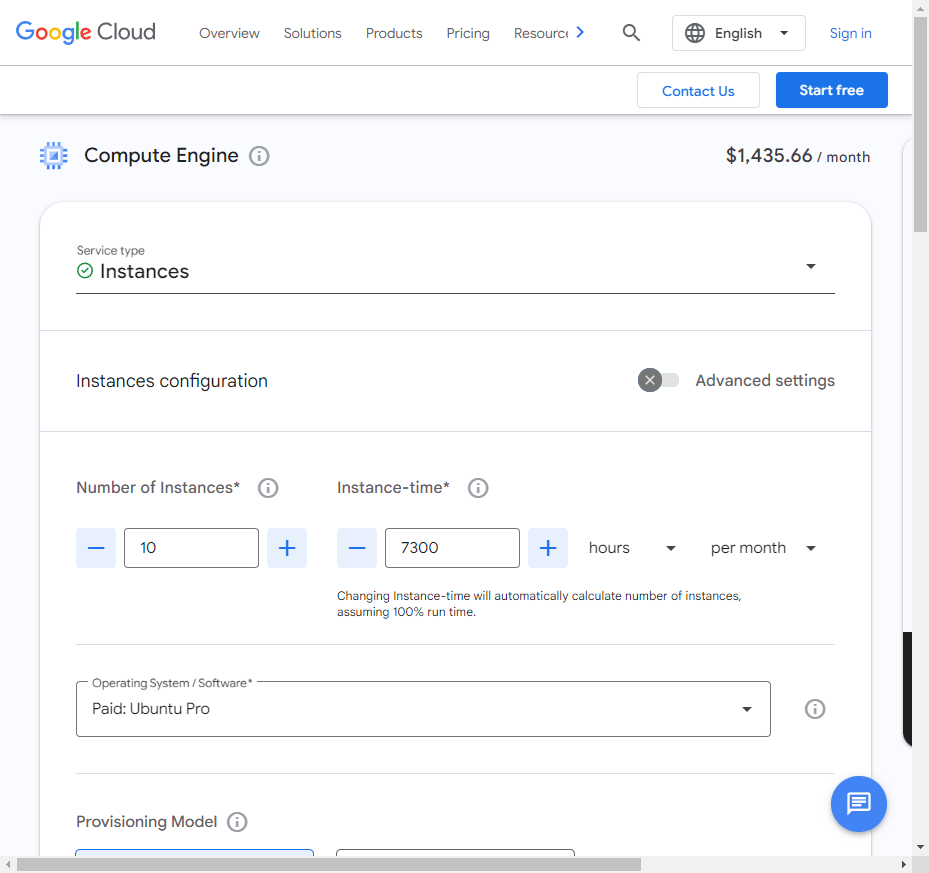 Google Cloud
Overview
Solutions
Products
Pricing
English
Sign in
Contact Us
Start free
Compute Engine
$1,435.66 / month
Service type
Instances
Instances configuration
Advanced settings
Number of Instances*
Instance-time*
10
7300
hours
per month
Changing Instance-time will automatically calculate number of instances,
assuming 100% run time.
Operating System / Software*
Paid: Ubuntu Pro
Provisioning Model